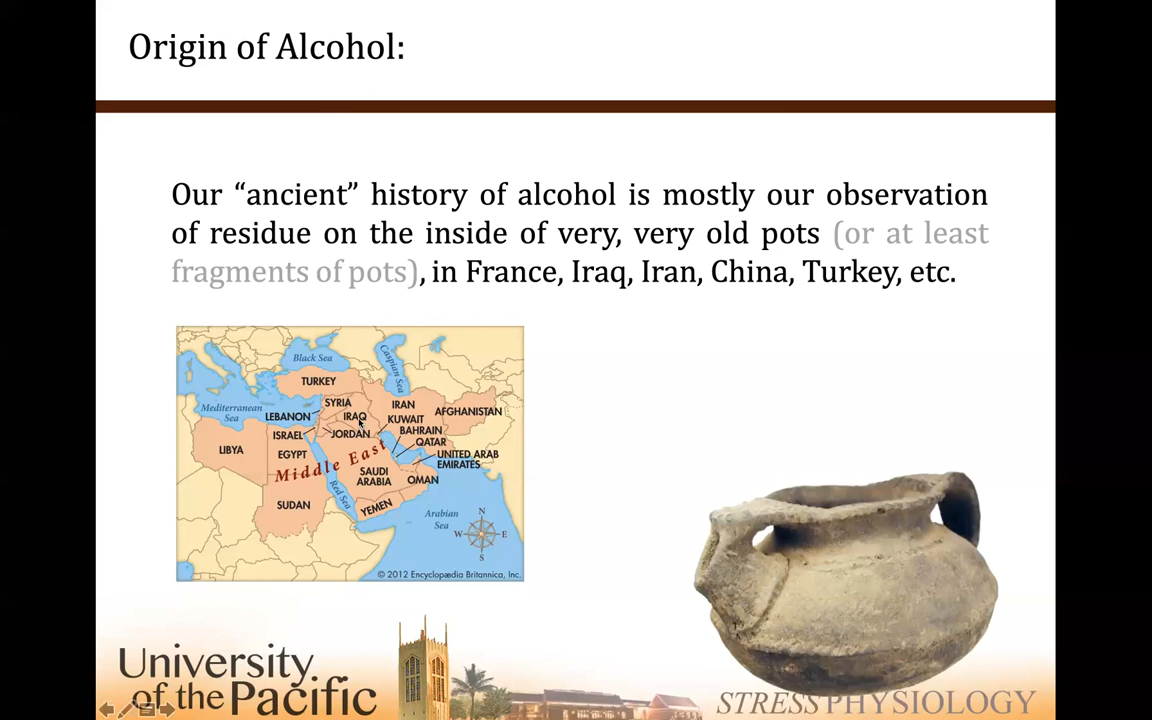 Origin of Alcohol:
Our “ancient” history of alcohol is mostly our observation
of residue on the inside of very, very old pots (or at least
fragments of pots), in France, Iraq, Iran, China, Turkey, etc.
Black Sea
Caspian Sea
TURKEY
Mediterranean
Sea
SYRIA
LEBANON
IRAQ
IRAN
AFGHANISTAN
KUWAIT
ISRAEL
JORDAN
BAHRAIN
QATAR
LIBYA
EGYPT
UNITED ARAB
EMIRATES
Middle East
SAUDI
ARABIA
OMAN
Red Sea
SUDAN
YEMEN
Arabian
Sea
N
W
E
S
© 2012 Encyclopædia Britannica, Inc.
University
of the Pacific
STRESSPHYSIOLOGY